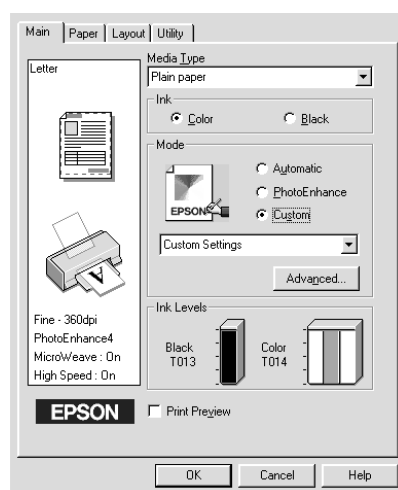 Main Paper Layout Utility
Letter
Fine - 360dpi
PhotoEnhance4
MicroWeave : On
High Speed : On
EPSON
Media Type
Plain paper
Ink
Color Black
Mode
EPSON
Automatic
PhotoEnhance
Custom
Custom Settings
Advanced...
Ink Levels
Black
T013
Color
T014
Print Preview
OK Cancel Help